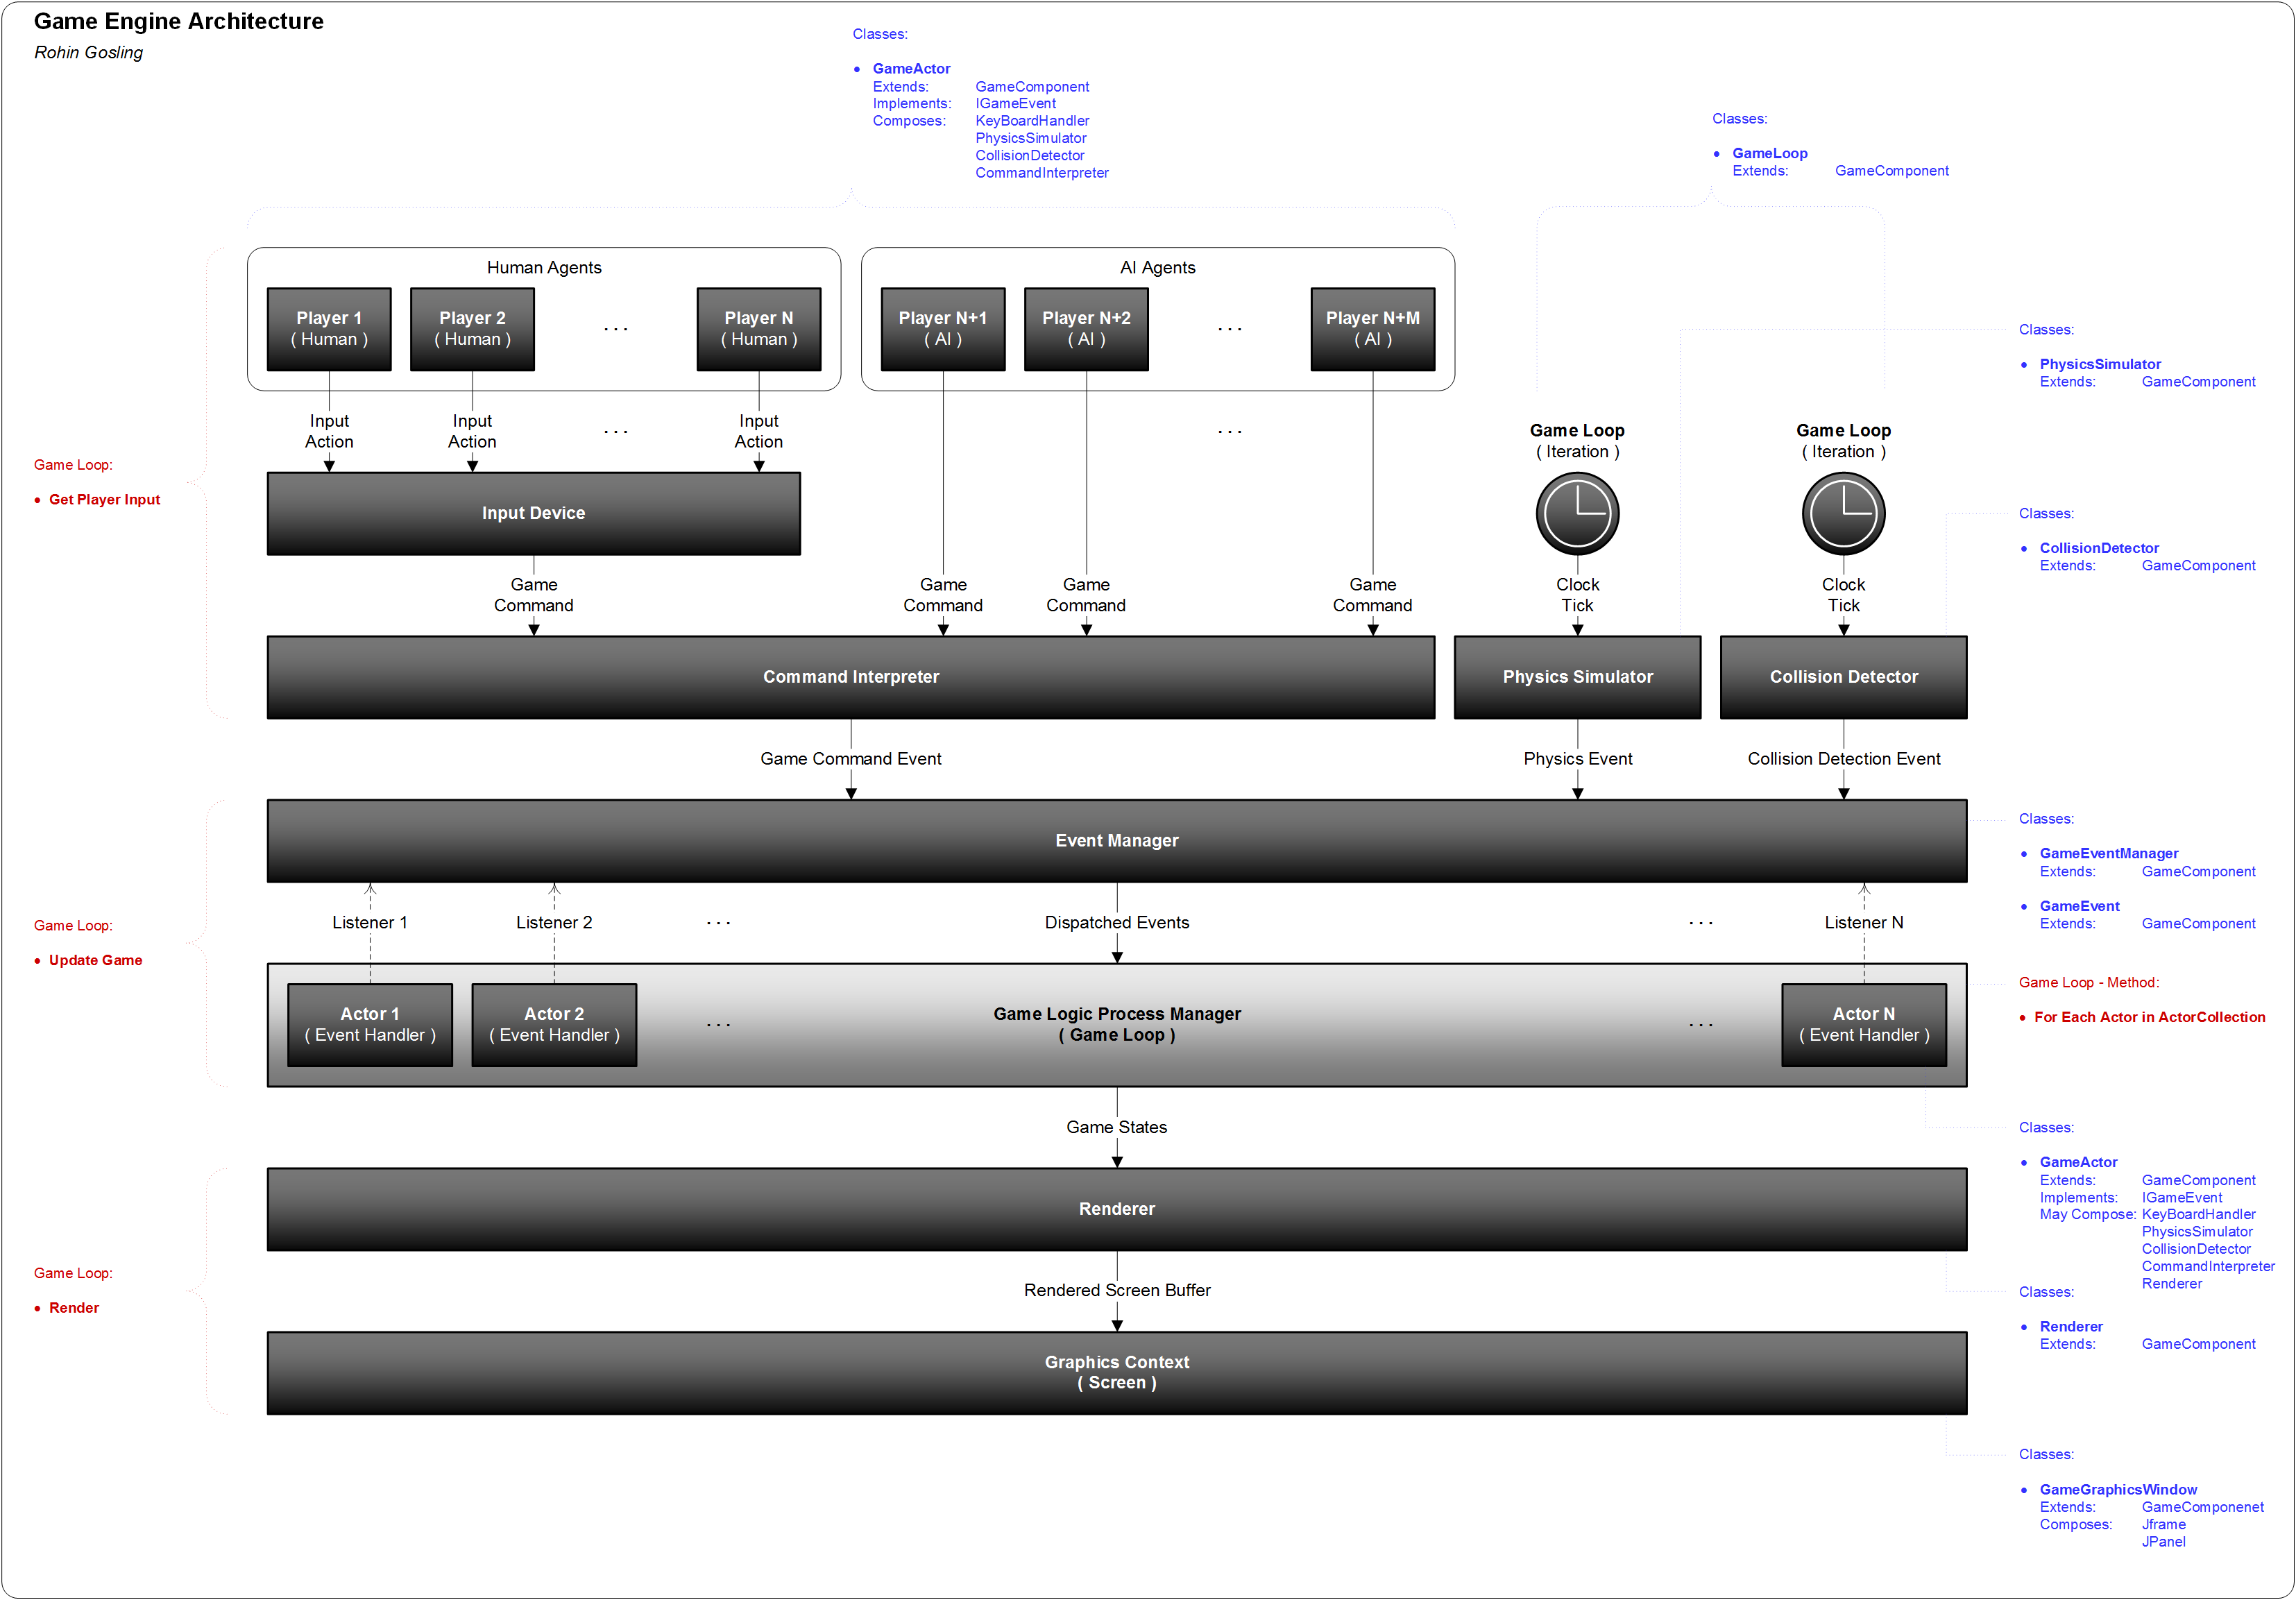 Game Engine Architecture
Rohin Gosling
Classes:
• GameActor
Extends: GameComponent
Implements: IGameEvent
Composes: KeyBoardHandler
PhysicsSimulator
CollisionDetector
CommandInterpreter
Classes:
• GameLoop
Extends: GameComponent
Human Agents
Player 1
( Human )
Player 2
( Human )
...
Player N
( Human )
AI Agents
Player N+1
( AI )
Player N+2
( AI )
...
Player N+M
( AI )
Classes:
• PhysicsSimulator
Extends: GameComponent
Input
Action
Input
Action
...
Input
Action
...
Game Loop
( Iteration )
Game Loop
( Iteration )
Game Loop:
• Get Player Input
Input Device
Classes:
• CollisionDetector
Extends: GameComponent
Game
Command
Game
Command
Game
Command
Game
Command
Clock
Tick
Clock
Tick
Command Interpreter
Physics Simulator
Collision Detector
Game Command Event
Physics Event
Collision Detection Event
Event Manager
Classes:
• GameEventManager
Extends: GameComponent
• GameEvent
Extends: GameComponent
Game Loop:
• Update Game
Listener 1
Listener 2
...
Dispatched Events
...
Listener N
Actor 1
( Event Handler )
Actor 2
( Event Handler )
...
Game Logic Process Manager
( Game Loop )
...
Actor N
( Event Handler )
Game Loop - Method:
• For Each Actor in ActorCollection
Game States
Classes:
• GameActor
Extends: GameComponent
Implements: IGameEvent
May Compose: KeyBoardHandler
PhysicsSimulator
CollisionDetector
CommandInterpreter
Renderer
Renderer
Game Loop:
• Render
Rendered Screen Buffer
Classes:
• Renderer
Extends: GameComponent
Graphics Context
( Screen )
Classes:
• GameGraphicsWindow
Extends: GameComponenet
Composes: Jframe
JPanel